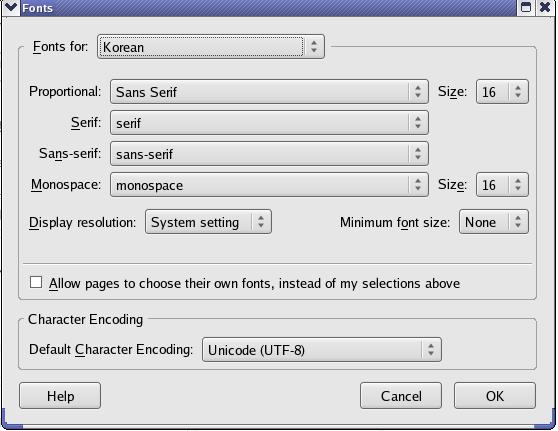 Fonts
Fonts for: Korean
Proportional: Sans Serif Size: 16
Serif: serif
Sans-serif: sans-serif
Monospace: monospace Size: 16
Display resolution: System setting Minimum font size: None
Allow pages to choose their own fonts, instead of my selections above
Character Encoding
Default Character Encoding: Unicode (UTF-8)
Help Cancel OK